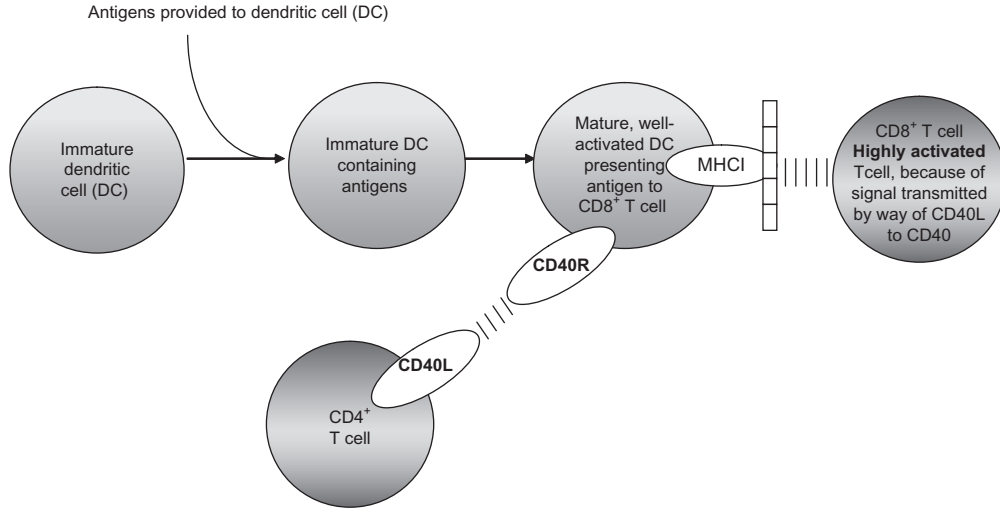 Antigens provided to dendritic cell (DC)
Immature
dendritic
cell (DC)
Immature DC
containing
antigens
Mature, well-
activated DC
presenting
antigen to
CD8⁺ T cell
MHCI
CD8⁺ T cell
Highly activated
Tcell, because of
signal transmitted
by way of CD40L
to CD40
CD40R
CD40L
CD4⁺
T cell